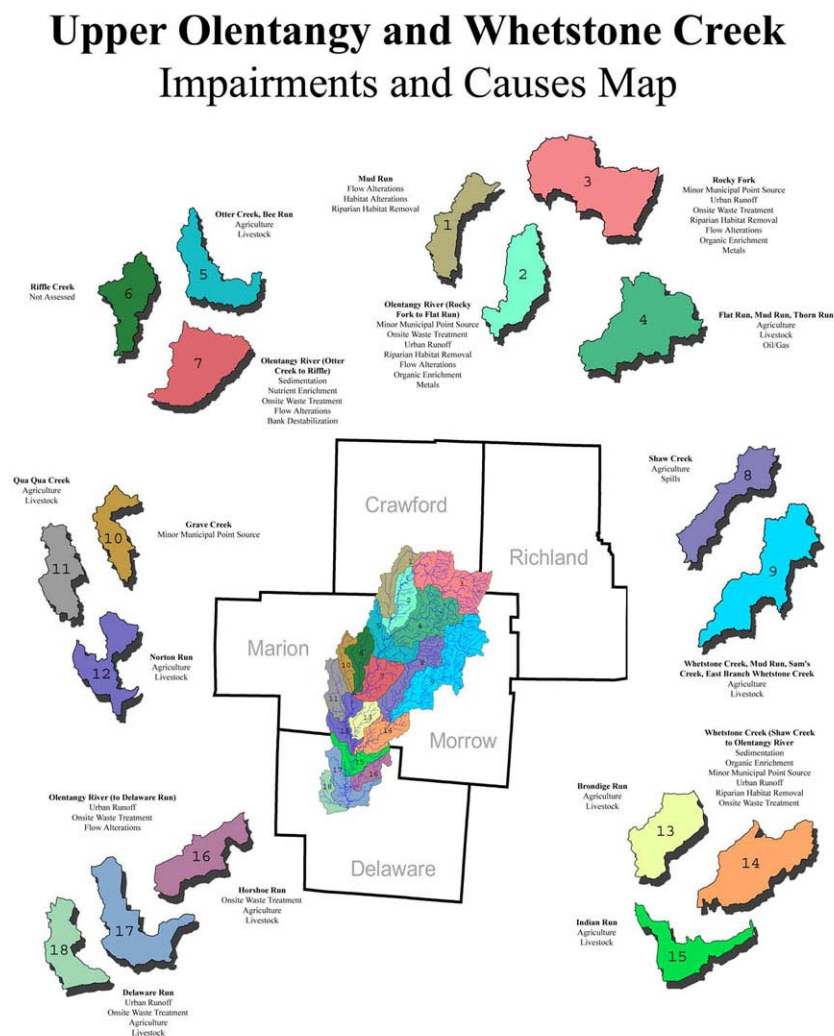 Upper Olentangy and Whetstone Creek
Impairments and Causes Map
Mud Run
Flow Alterations
Habitat Alterations
Riparian Habitat Removal
1
3
Rocky Fork
Minor Municipal Point Source
Urban Runoff
Onsite Waste Treatment
Riparian Habitat Removal
Flow Alterations
Organic Enrichment
Metals
Otter Creek, Bee Run
Agriculture
Livestock
5
2
Riffle Creek
Not Assessed
6
Olentangy River (Rocky
Fork to Flat Run)
Minor Municipal Point Source
Onsite Waste Treatment
Urban Runoff
Riparian Habitat Removal
Flow Alterations
Organic Enrichment
Metals
4
Flat Run, Mud Run, Thorn Run
Agriculture
Livestock
Oil/Gas
7
Olentangy River (Otter
Creek to Riffle)
Sedimentation
Nutrient Enrichment
Onsite Waste Treatment
Flow Alterations
Bank Destabilization
Qua Qua Creek
Agriculture
Livestock
11
10
Grave Creek
Minor Municipal Point Source
Crawford
Richland
Marion
Morrow
Delaware
1
2
4
10
11
13
14
15
16
17
18
Shaw Creek
Agriculture
Spills
8
9
Whetstone Creek, Mud Run, Sam's
Creek, East Branch Whetstone Creek
Agriculture
Livestock
Norton Run
Agriculture
Livestock
12
Whetstone Creek (Shaw Creek
to Olentangy River
Sedimentation
Organic Enrichment
Minor Municipal Point Source
Urban Runoff
Riparian Habitat Removal
Onsite Waste Treatment
Brondige Run
Agriculture
Livestock
13
14
Olentangy River (to Delaware Run)
Urban Runoff
Onsite Waste Treatment
Flow Alterations
16
Horshoe Run
Onsite Waste Treatment
Agriculture
Livestock
17
18
Delaware Run
Urban Runoff
Onsite Waste Treatment
Agriculture
Livestock
Indian Run
Agriculture
Livestock
15